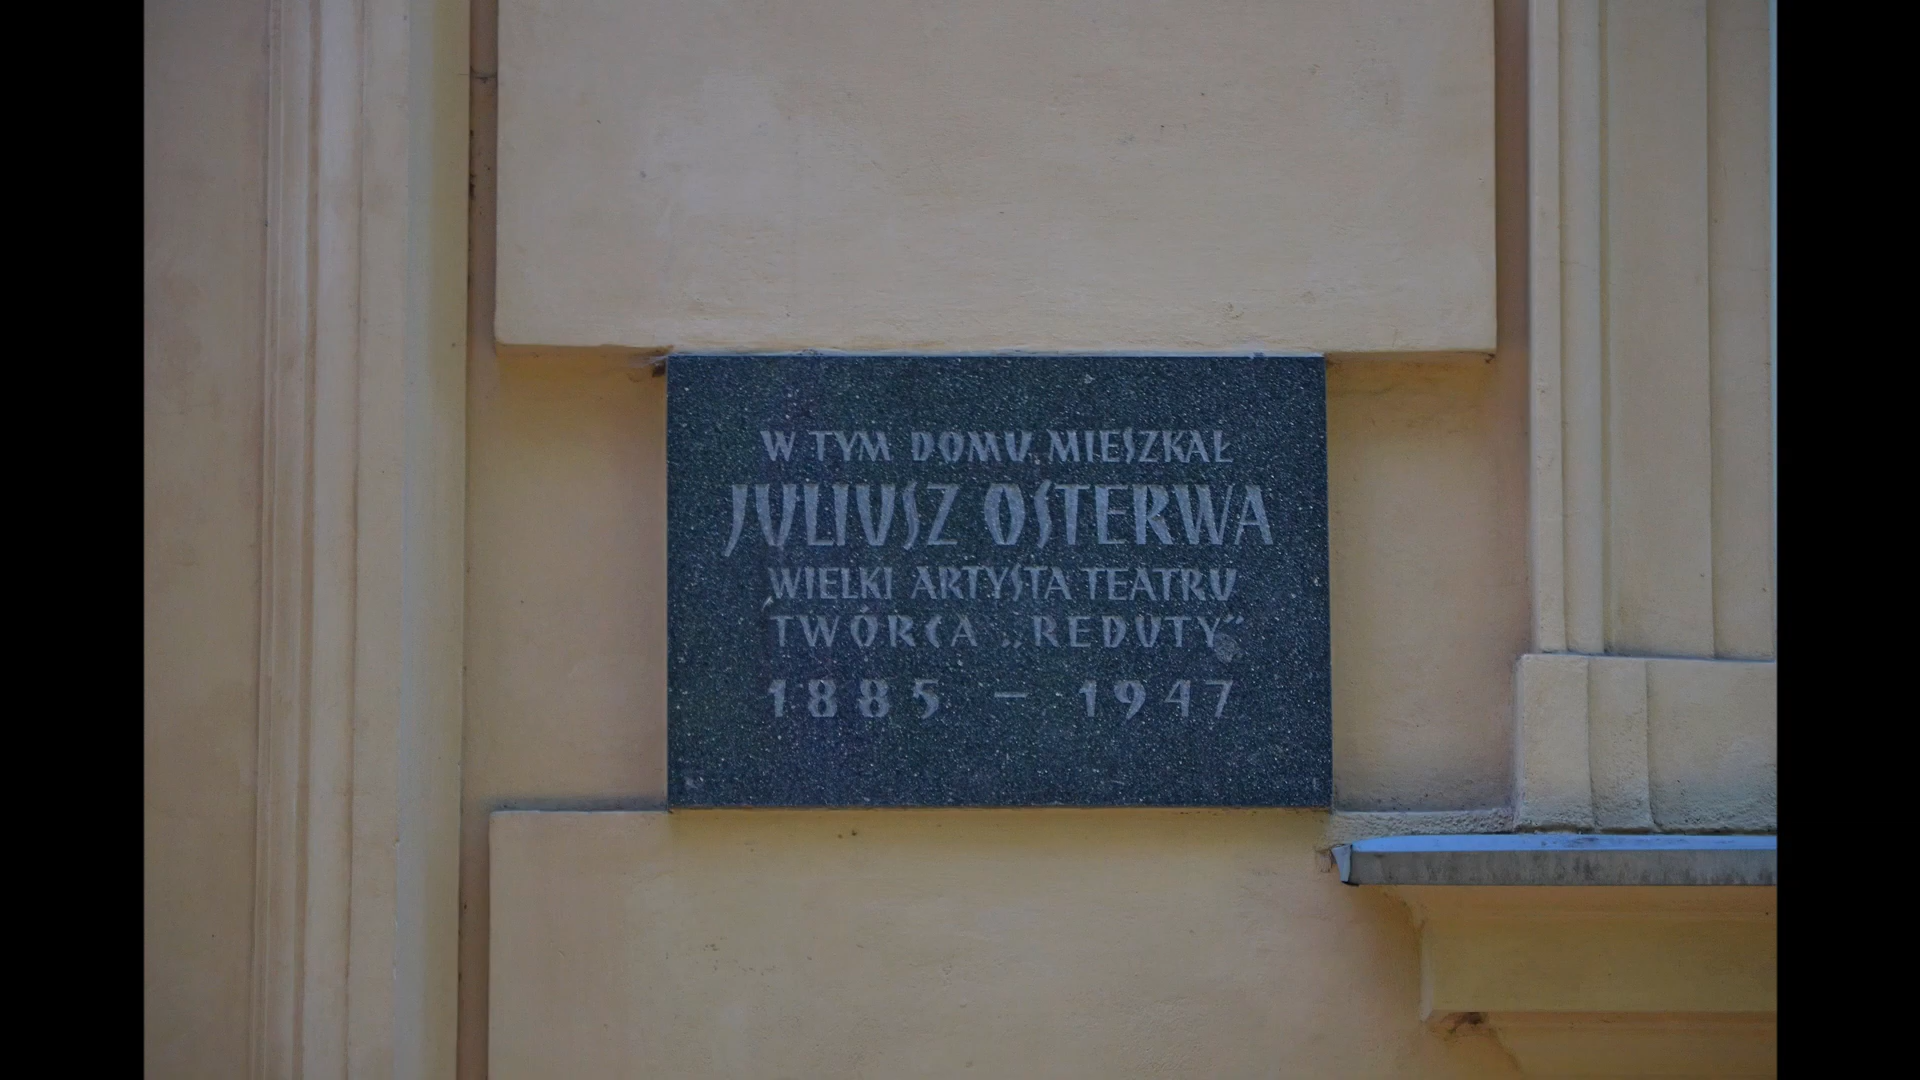 W TYM DOMU MIESZKAŁ
JULIUSZ OSTERWA
WIELKI ARTYSTA TEATRU
TWÓRCA „REDUTY”
1885 – 1947